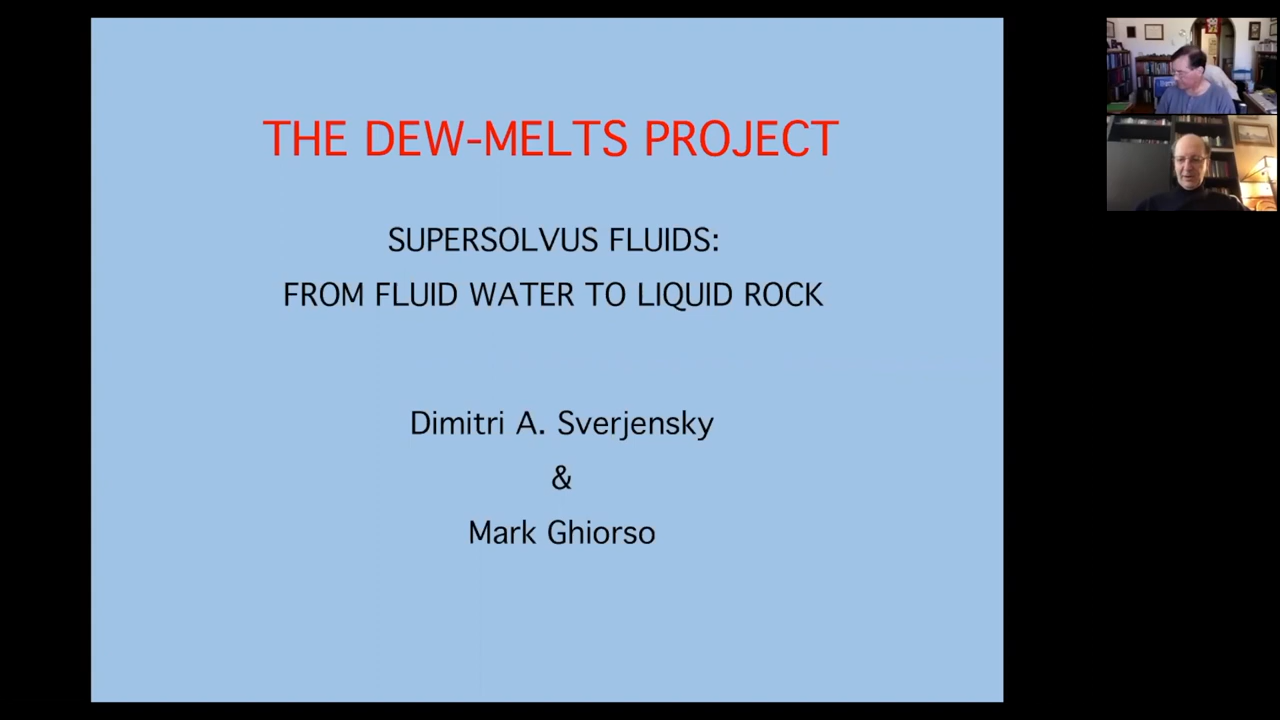 THE DEW-MELTS PROJECT
SUPERSOLVUS FLUIDS:
FROM FLUID WATER TO LIQUID ROCK
Dimitri A. Sverjensky
&
Mark Ghiorso